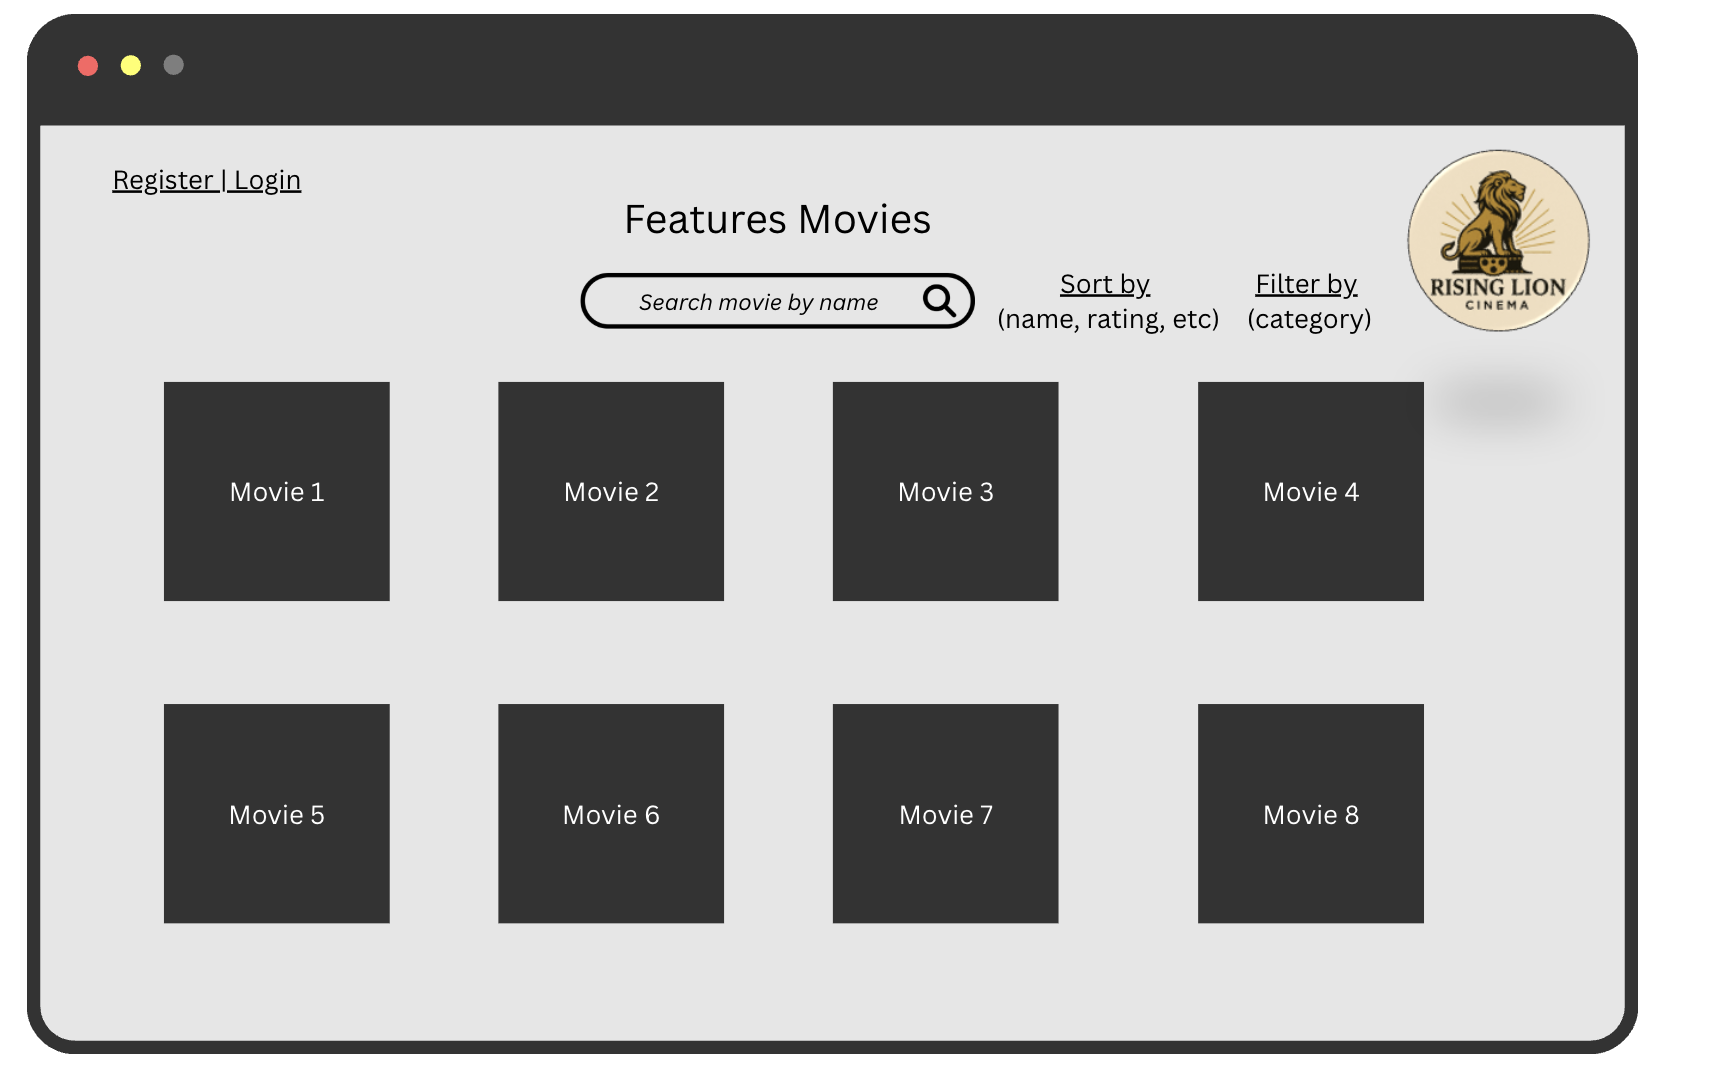 Register | Login
Features Movies
Search movie by name
Sort by
(name, rating, etc)
Filter by
(category)
RISING LION
CINEMA
Movie 1
Movie 2
Movie 3
Movie 4
Movie 5
Movie 6
Movie 7
Movie 8